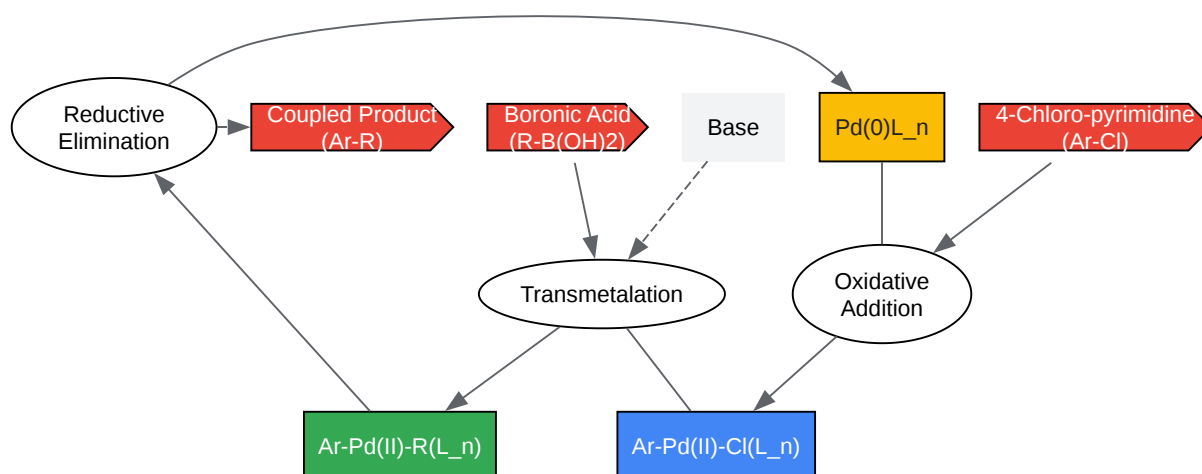 Reductive
Elimination
Coupled Product
(Ar-R)
Boronic Acid
(R-B(OH)2)
Base
Pd(0)L_n
4-Chloro-pyrimidine
(Ar-Cl)
Transmetalation
Oxidative
Addition
Ar-Pd(II)-R(L_n)
Ar-Pd(II)-Cl(L_n)